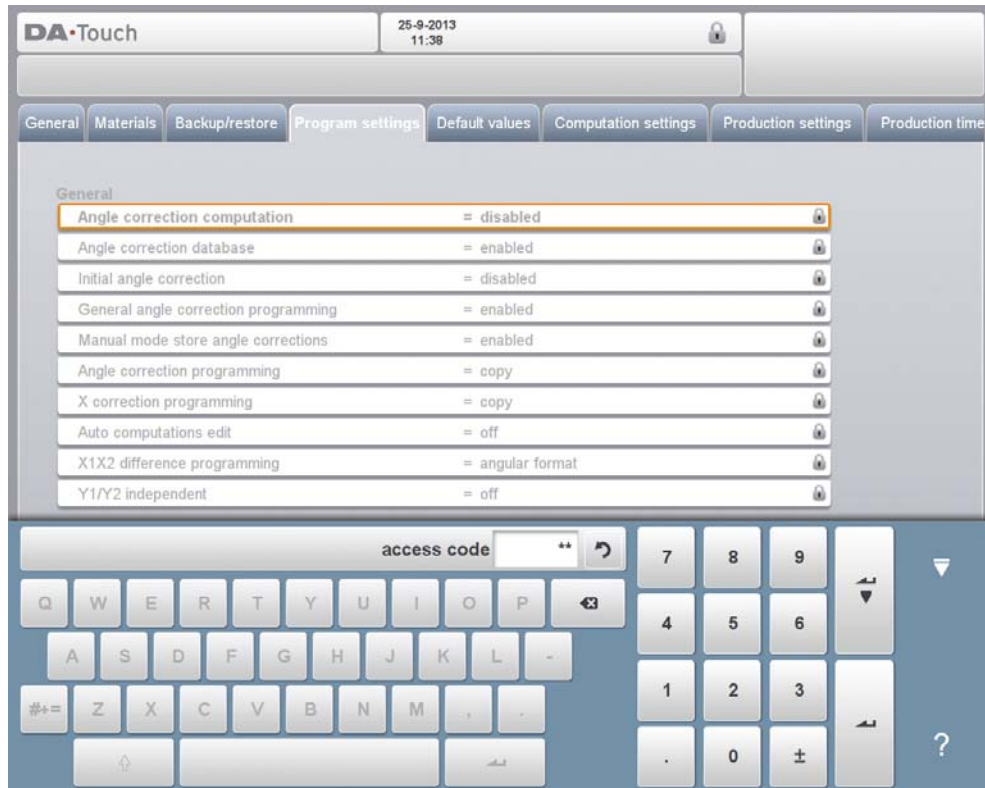 DA·Touch
25-9-2013
11:38
General Materials Backup/restore Program settings Default values Computation settings Production settings Production time
General
Angle correction computation = disabled
Angle correction database = enabled
Initial angle correction = disabled
General angle correction programming = enabled
Manual mode store angle corrections = enabled
Angle correction programming = copy
X correction programming = copy
Auto computations edit = off
X1X2 difference programming = angular format
Y1/Y2 independent = off
access code **
7 8 9
Q W E R T Y U I O P
4 5 6
A S D F G H J K L -
1 2 3
#+= Z X C V B N M , .
. 0 ±
?